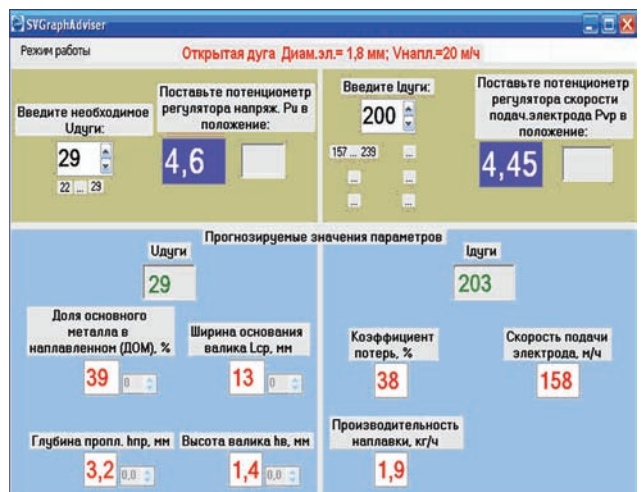 SVGraphAdviser
Режим работы
Открытая дуга Диам.эл.= 1,8 мм; Vнапл.=20 м/ч
Введите необходимое
Uдуги:
29
22 ... 29
Поставьте потенциометр
регулятора напряж. Pu в
положение:
4,6
Введите Iдуги:
200
157 ... 239
...
...
...
...
...
Поставьте потенциометр
регулятора скорости
подач.электрода Pvp в
положение:
4,45
Прогнозируемые значения параметров
Uдуги
29
Iдуги
203
Доля основного
металла в
наплавленном (ДОМ), %
39
0
Ширина основания
валика Lср, мм
13
0
Коэффициент
потерь, %
38
Скорость подачи
электрода, м/ч
158
Глубина пропл. hпр, мм
3,2
0,0
Высота валика hв, мм
1,4
0,0
Производительность
наплавки, кг/ч
1,9